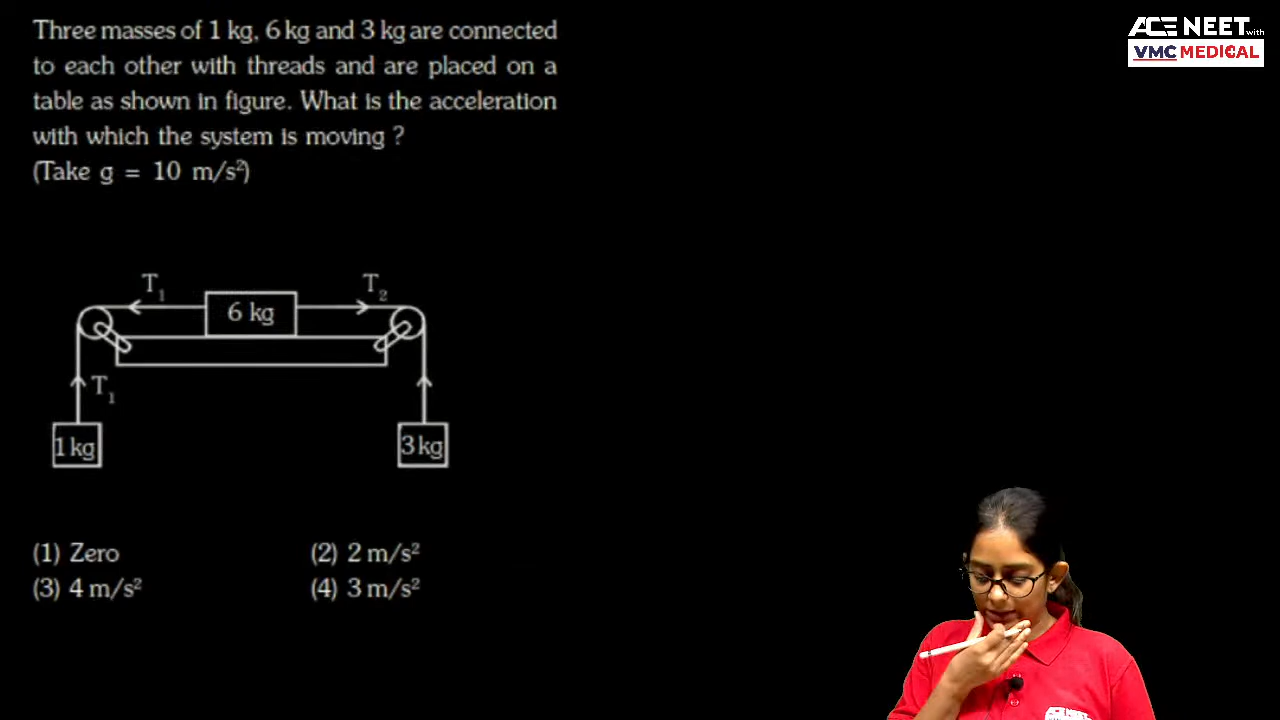 Three masses of 1 kg, 6 kg and 3 kg are connected
to each other with threads and are placed on a
table as shown in figure. What is the acceleration
with which the system is moving ?
(Take g = 10 m/s²)
ACE NEET with
VMC MEDICAL
T₁
T₂
6 kg
T₁
1 kg
3 kg
(1) Zero
(2) 2 m/s²
(3) 4 m/s²
(4) 3 m/s²
ACE NEET